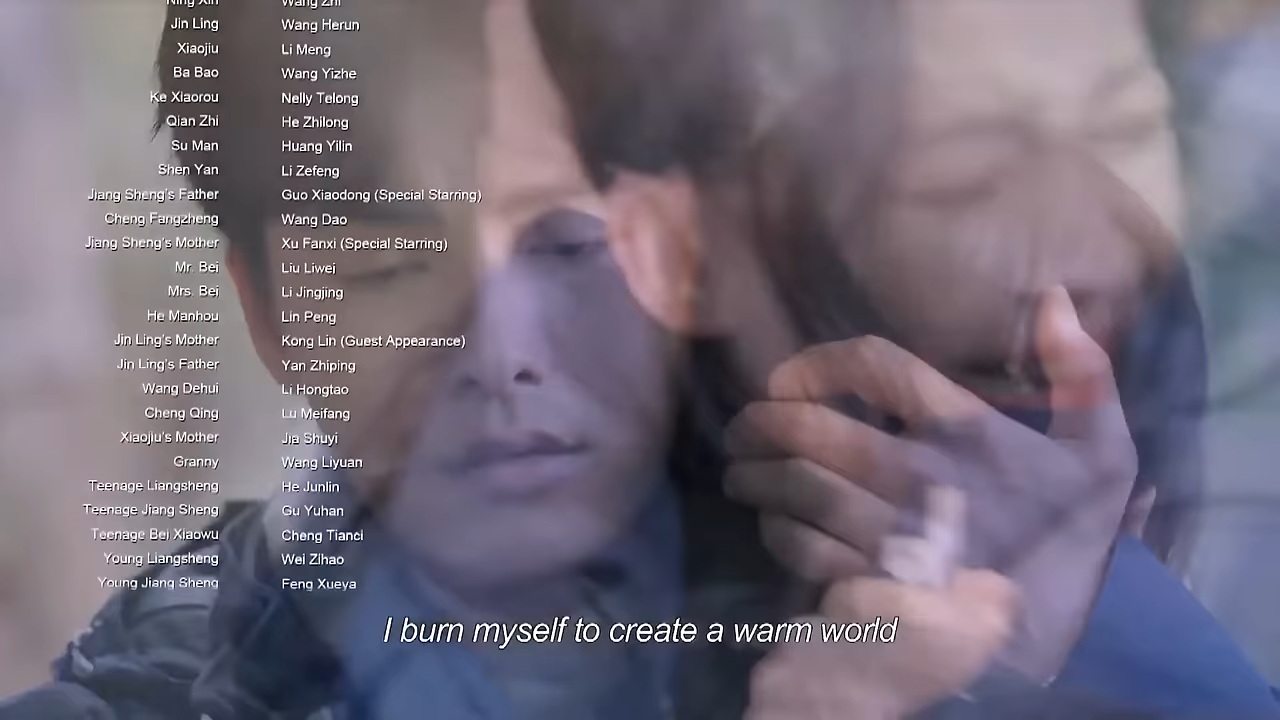 Ning Xin Wang Zhi
Jin Ling Wang Herun
Xiaojiu Li Meng
Ba Bao Wang Yizhe
Ke Xiaorou Nelly Telong
Qian Zhi He Zhilong
Su Man Huang Yilin
Shen Yan Li Zefeng
Jiang Sheng's Father Guo Xiaodong (Special Starring)
Cheng Fangzheng Wang Dao
Jiang Sheng's Mother Xu Fanxi (Special Starring)
Mr. Bei Liu Liwei
Mrs. Bei Li Jingjing
He Manhou Lin Peng
Jin Ling's Mother Kong Lin (Guest Appearance)
Jin Ling's Father Yan Zhiping
Wang Dehui Li Hongtao
Cheng Qing Lu Meifang
Xiaojiu's Mother Jia Shuyi
Granny Wang Liyuan
Teenage Liangsheng He Junlin
Teenage Jiang Sheng Gu Yuhan
Teenage Bei Xiaowu Cheng Tianci
Young Liangsheng Wei Zihao
Young Jiang Sheng Feng Xueya
I burn myself to create a warm world